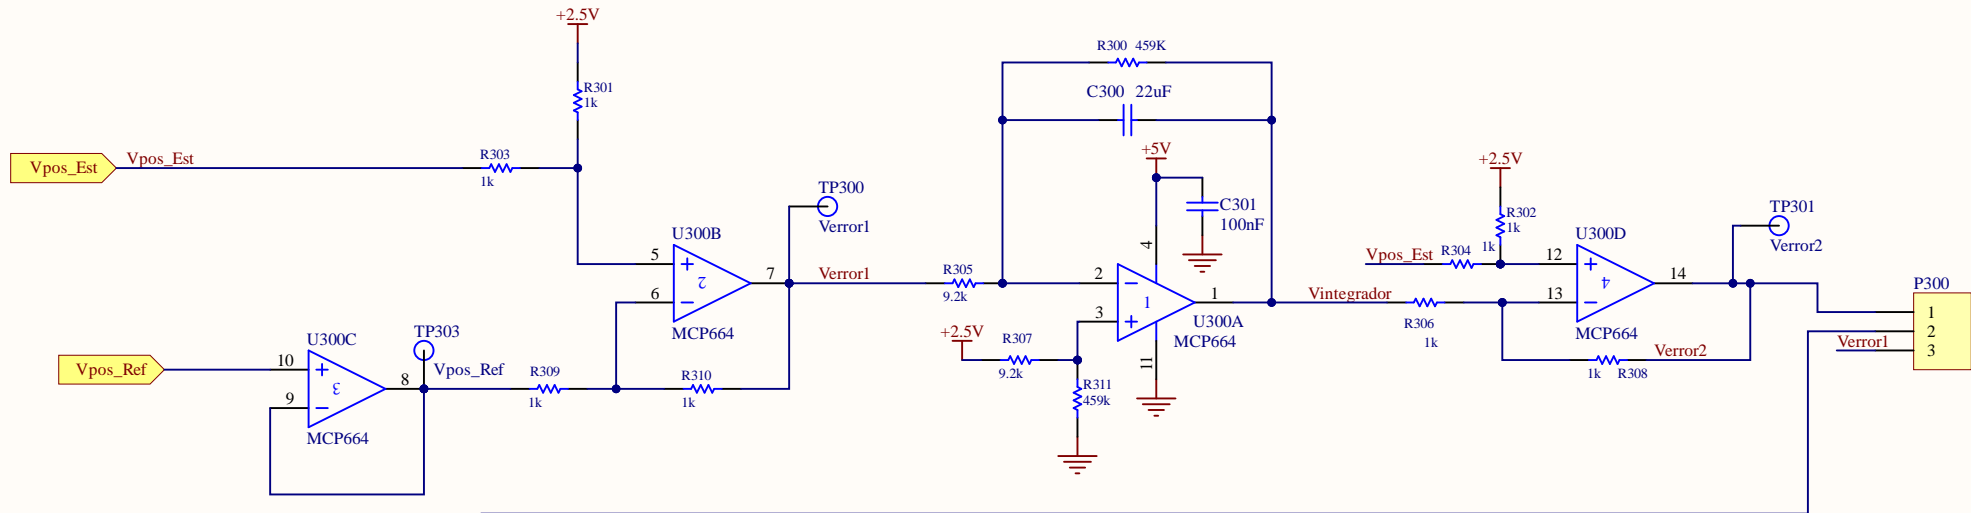 +2.5V
R301
1k
Vpos_Est
Vpos_Est
R303
1k
TP300
Verror1
U300B
5
6
2
7
MCP664
Verror1
U300C
TP303
Vpos_Ref
10
9
3
8
Vpos_Ref
MCP664
R309
1k
R310
1k
R300 459K
C300 22uF
+5V
C301
100nF
R305
9.2k
2
3
4
1
11
1
U300A
MCP664
+2.5V
R307
9.2k
R311
459k
Vintegrador
+2.5V
R302
1k
Vpos_Est
R304
1k
U300D
12
13
4
14
MCP664
R306
1k
Verror2
1k R308
TP301
Verror2
P300
1
2
3
Verror1